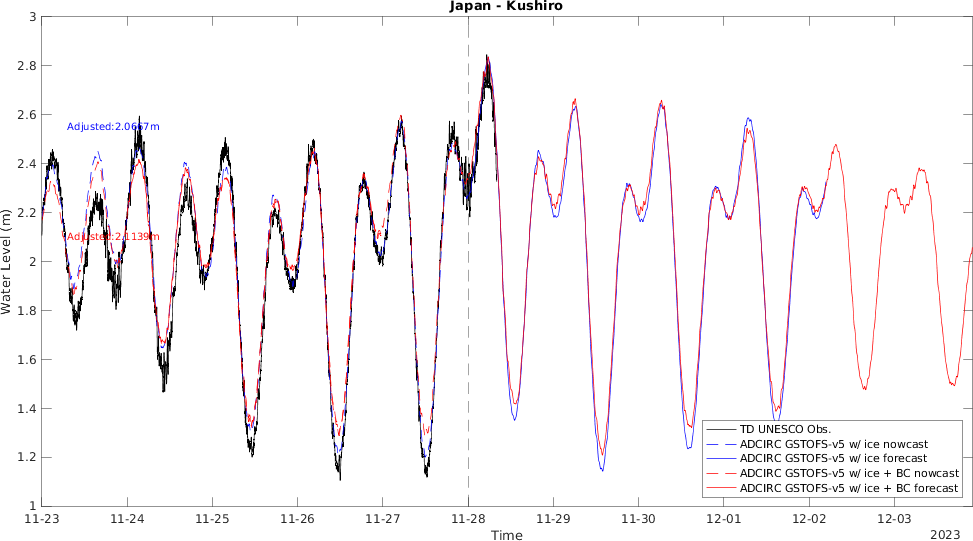 Japan - Kushiro
3
2.8
2.6
2.4
2.2
2
1.8
1.6
1.4
1.2
1
Water Level (m)
Adjusted:2.0667m
Adjusted:2.1139m
TD UNESCO Obs.
ADCIRC GSTOFS-v5 w/ ice nowcast
ADCIRC GSTOFS-v5 w/ ice forecast
ADCIRC GSTOFS-v5 w/ ice + BC nowcast
ADCIRC GSTOFS-v5 w/ ice + BC forecast
11-23 11-24 11-25 11-26 11-27 11-28 11-29 11-30 12-01 12-02 12-03
Time
2023